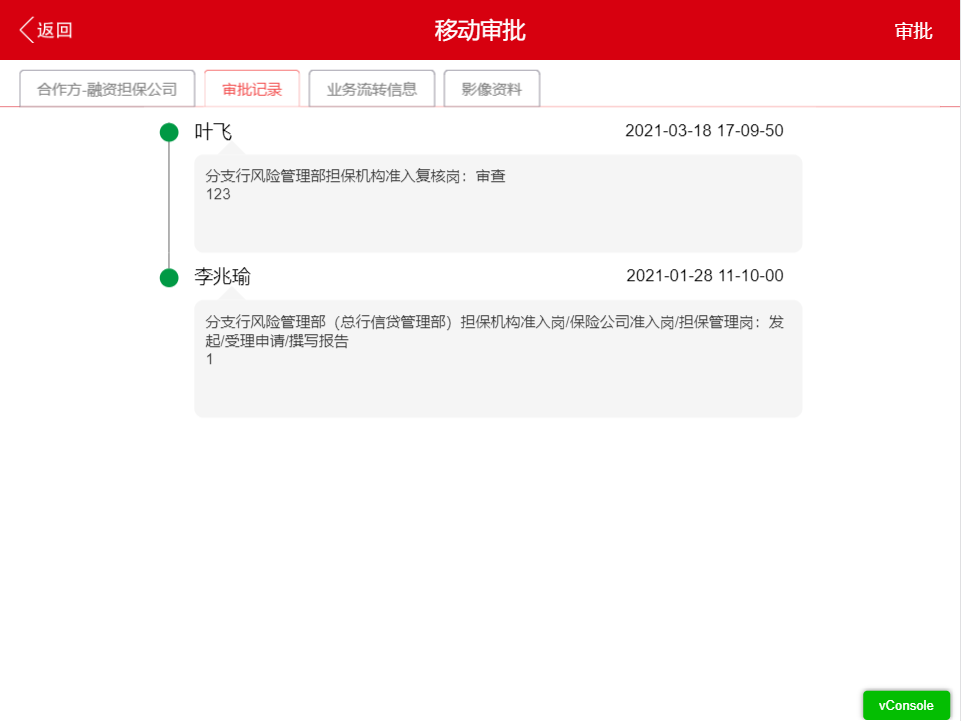 返回
移动审批
审批
合作方-融资担保公司
审批记录
业务流转信息
影像资料
叶飞
2021-03-18 17-09-50
分支行风险管理部担保机构准入复核岗：审查
123
李兆瑜
2021-01-28 11-10-00
分支行风险管理部（总行信贷管理部）担保机构准入岗/保险公司准入岗/担保管理岗：发
起/受理申请/撰写报告
1
vConsole